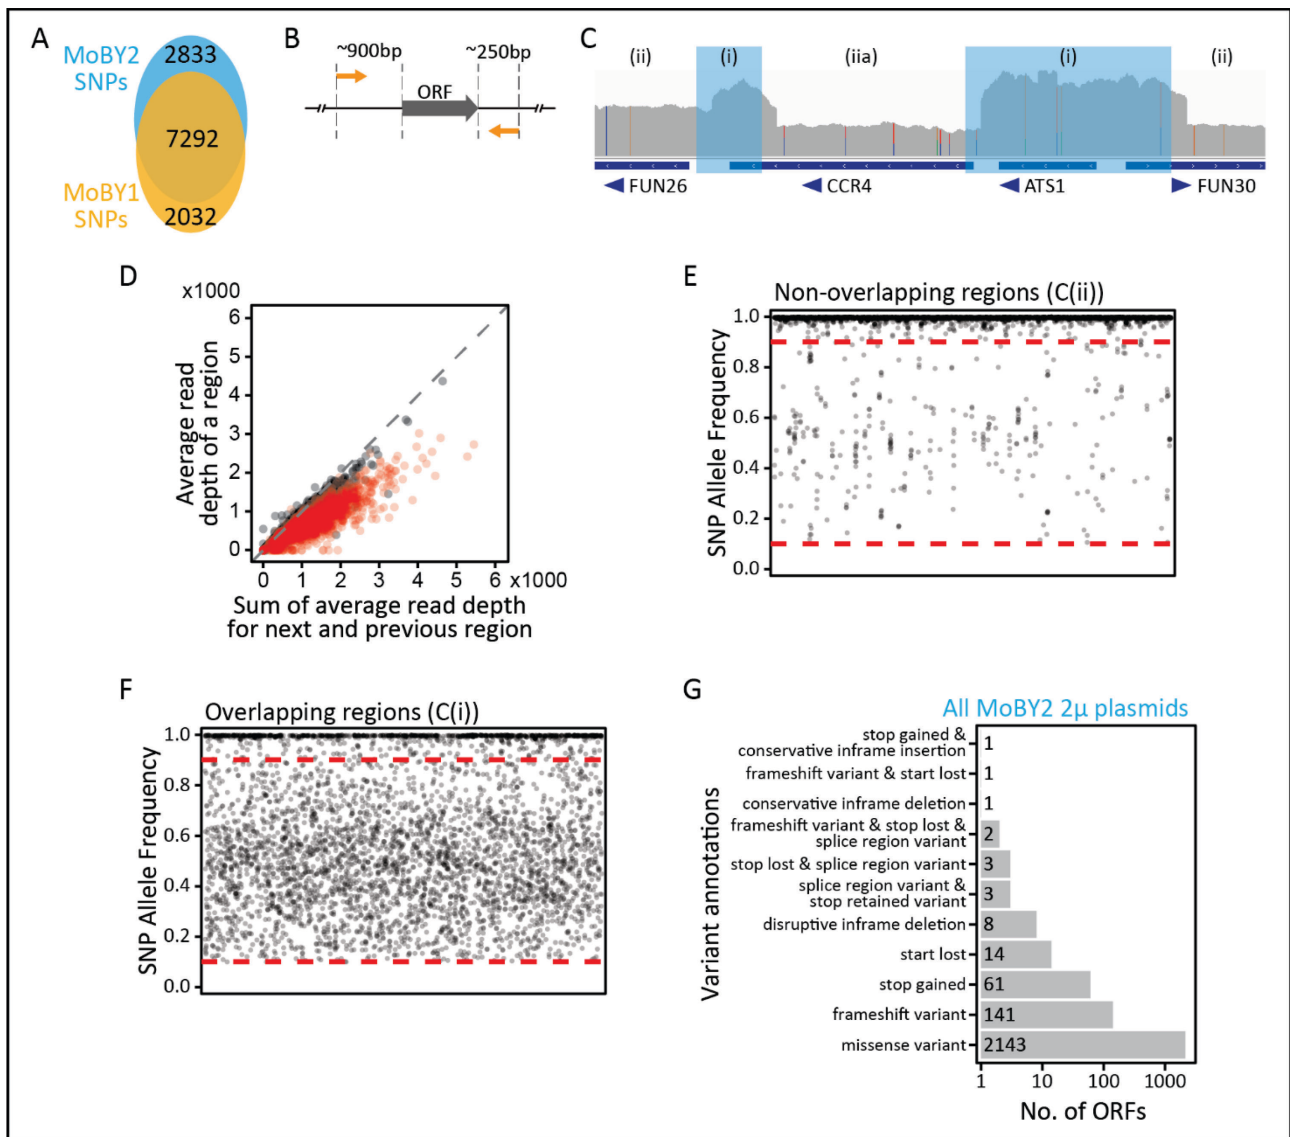 A
MoBY2
SNPs
2833
7292
MoBY1
SNPs
2032
B
~900bp
~250bp
ORF
C
(ii)
(i)
(iia)
(i)
(ii)
FUN26
CCR4
ATS1
FUN30
D
x1000
Average read
depth of a region
6
5
4
3
2
1
0
0 1 2 3 4 5 6 x1000
Sum of average read depth
for next and previous region
E
Non-overlapping regions (C(ii))
SNP Allele Frequency
1.0
0.8
0.6
0.4
0.2
0.0
F
Overlapping regions (C(i))
SNP Allele Frequency
1.0
0.8
0.6
0.4
0.2
0.0
G
All MoBY2 2µ plasmids
Variant annotations
stop gained &
conservative inframe insertion
1
frameshift variant & start lost
1
conservative inframe deletion
1
frameshift variant & stop lost &
splice region variant
2
stop lost & splice region variant
3
splice region variant &
stop retained variant
3
disruptive inframe deletion
8
start lost
14
stop gained
61
frameshift variant
141
missense variant
2143
1 10 100 1000
No. of ORFs